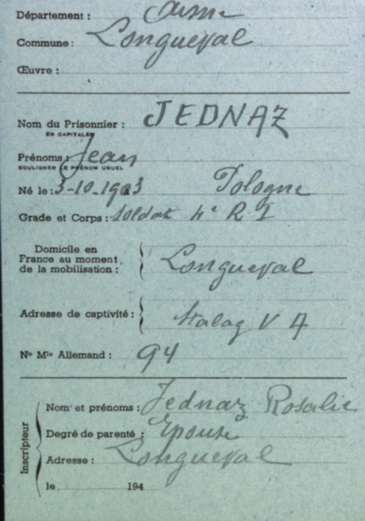 Département : Aisne
Commune : Longueval
Œuvre :
Nom du Prisonnier : JEDNAZ
EN CAPITALES
Prénoms : Jean
SOULIGNER LE PRÉNOM USUEL
Né le : 3-10-1903 Pologne
Grade et Corps : Soldat 4e R I
Domicile en
France au moment
de la mobilisation : Longueval
Adresse de captivité : Stalag V A
No Mle Allemand : 94
Inscripteur
Nom et prénoms : Jednaz Rosalie
Degré de parenté : Epouse
Adresse : Longueval
le 194